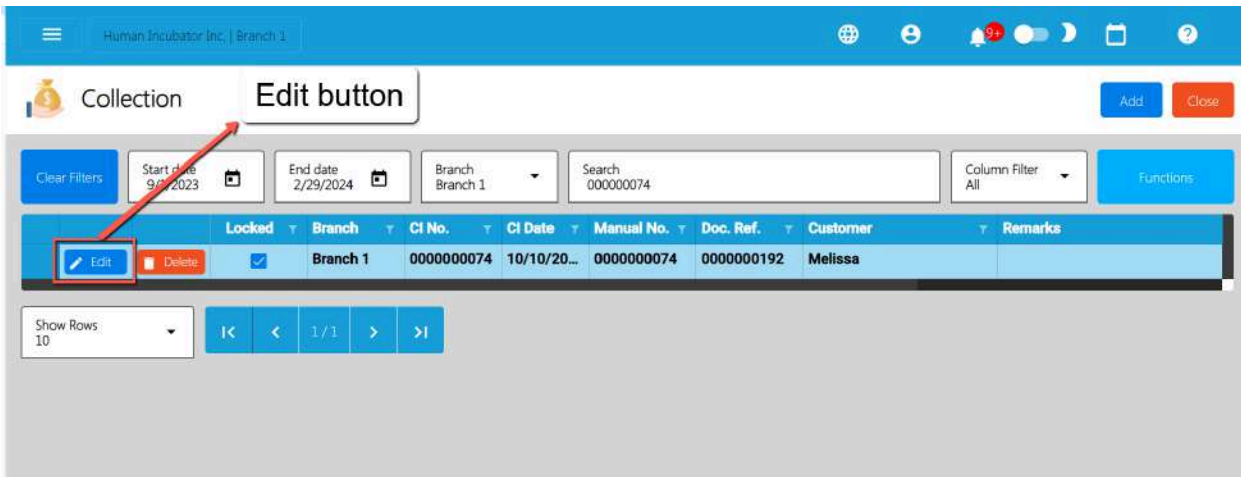 Human Incubator Inc. | Branch 1
9+
Collection
Edit button
Add
Close
Clear Filters
Start date
9/1/2023
End date
2/29/2024
Branch
Branch 1
Search
000000074
Column Filter
All
Functions
Locked Branch CI No. CI Date Manual No. Doc. Ref. Customer Remarks
Edit Delete Branch 1 0000000074 10/10/20... 0000000074 0000000192 Melissa
Show Rows
10
1/1